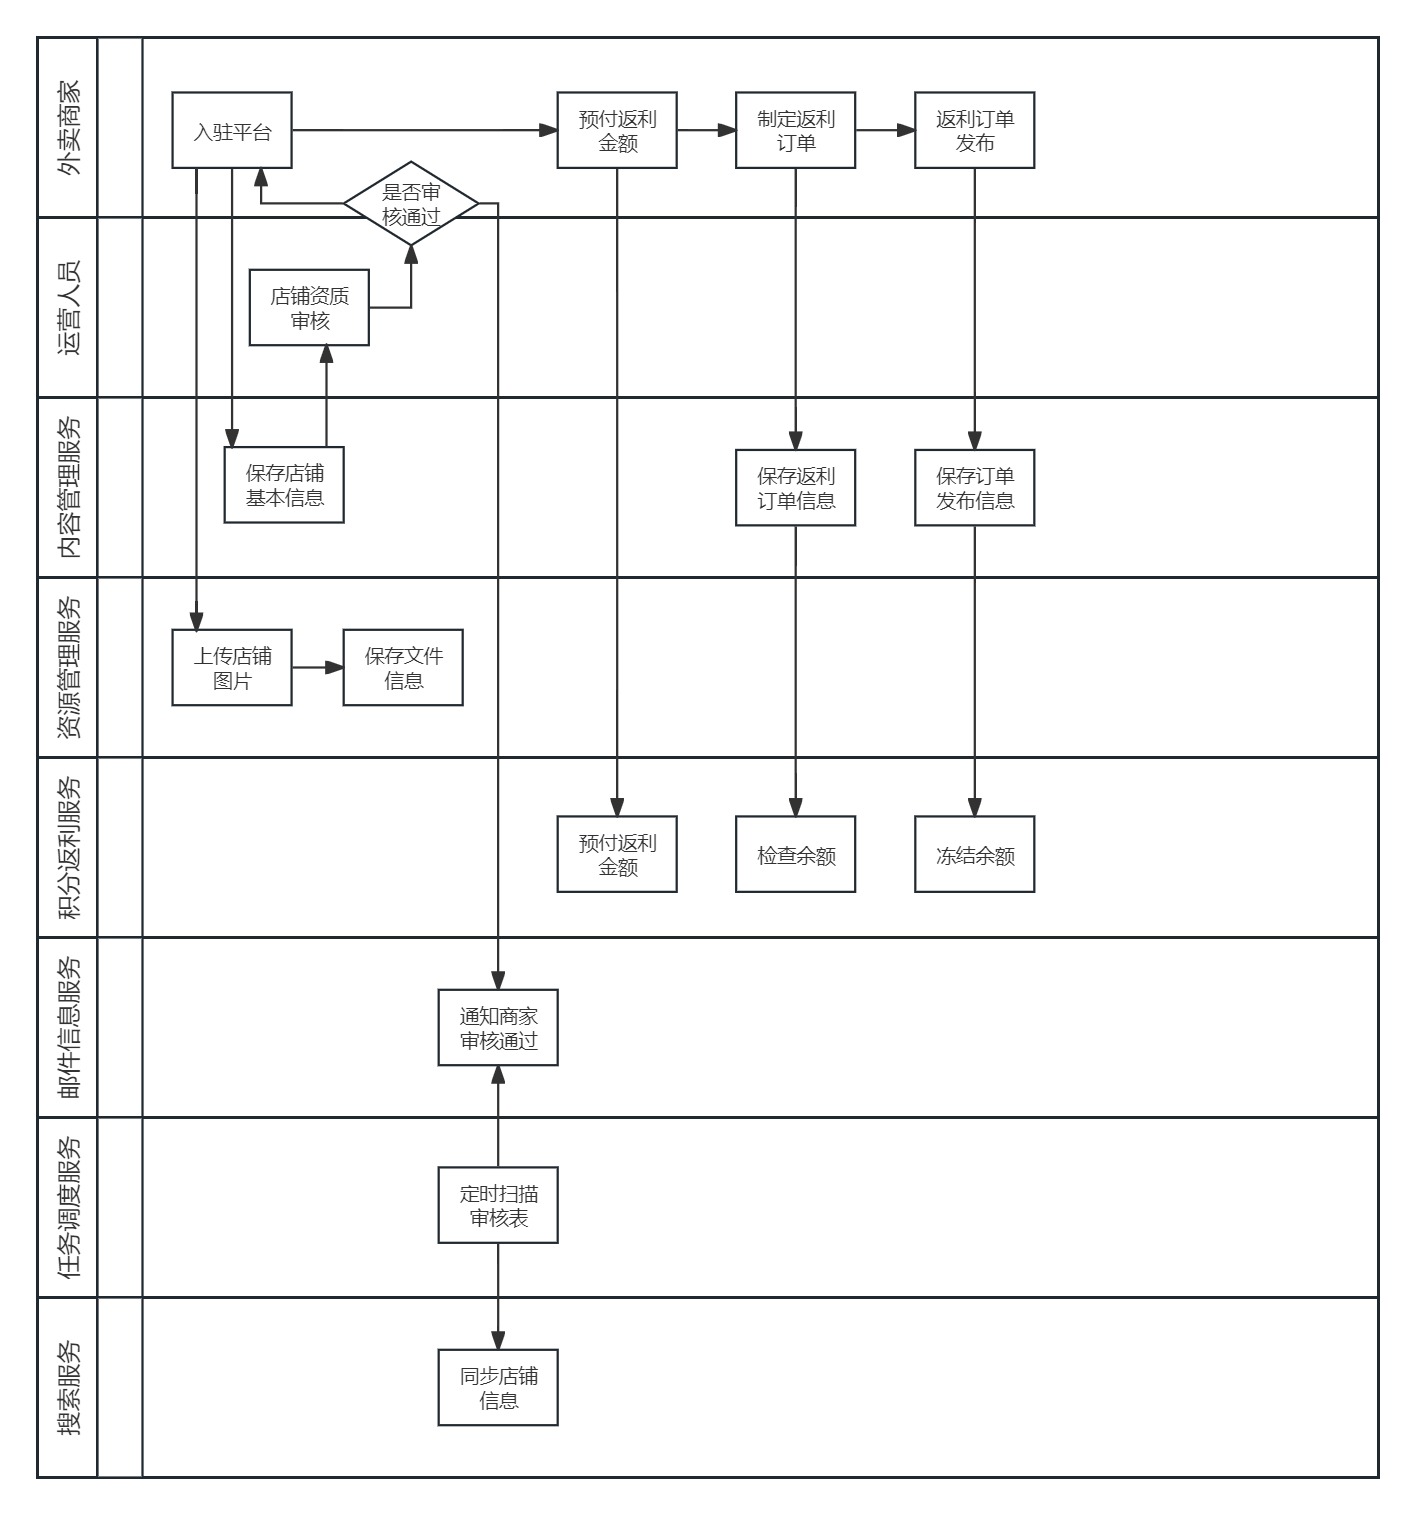 外卖商家
入驻平台
预付返利
金额
制定返利
订单
返利订单
发布
是否审
核通过
运营人员
店铺资质
审核
内容管理服务
保存店铺
基本信息
保存返利
订单信息
保存订单
发布信息
资源管理服务
上传店铺
图片
保存文件
信息
积分返利服务
预付返利
金额
检查余额
冻结余额
邮件信息服务
通知商家
审核通过
任务调度服务
定时扫描
审核表
搜索服务
同步店铺
信息